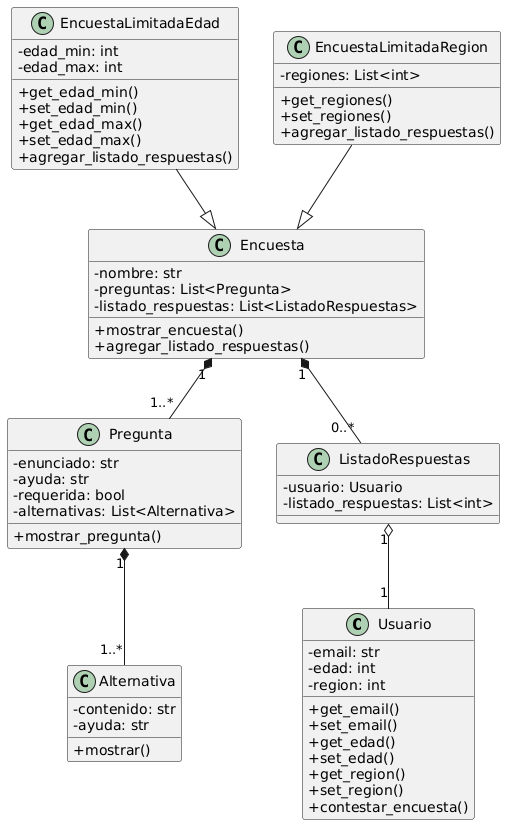 C EncuestaLimitadaEdad
-edad_min: int
-edad_max: int
+get_edad_min()
+set_edad_min()
+get_edad_max()
+set_edad_max()
+agregar_listado_respuestas()
C EncuestaLimitadaRegion
-regiones: List<int>
+get_regiones()
+set_regiones()
+agregar_listado_respuestas()
C Encuesta
-nombre: str
-preguntas: List<Pregunta>
-listado_respuestas: List<ListadoRespuestas>
+mostrar_encuesta()
+agregar_listado_respuestas()
1
1
1..*
0..*
C Pregunta
-enunciado: str
-ayuda: str
-requerida: bool
-alternativas: List<Alternativa>
+mostrar_pregunta()
C ListadoRespuestas
-usuario: Usuario
-listado_respuestas: List<int>
1
1
1..*
1
C Alternativa
-contenido: str
-ayuda: str
+mostrar()
C Usuario
-email: str
-edad: int
-region: int
+get_email()
+set_email()
+get_edad()
+set_edad()
+get_region()
+set_region()
+contestar_encuesta()